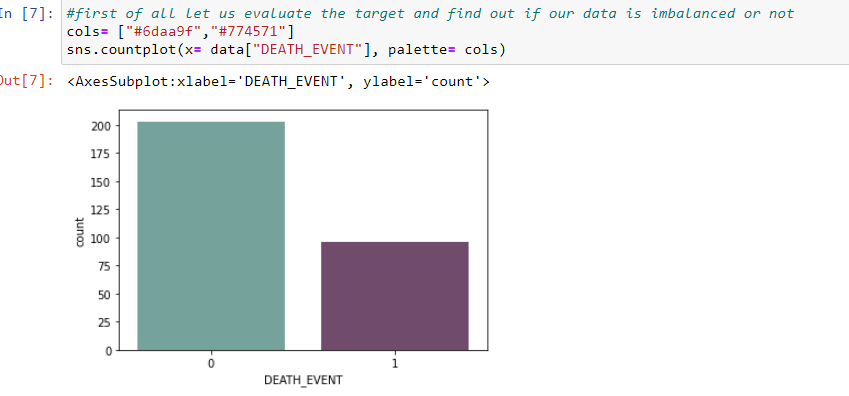 In [7]: #first of all let us evaluate the target and find out if our data is imbalanced or not
cols= ["#6daa9f","#774571"]
sns.countplot(x= data["DEATH_EVENT"], palette= cols)
Out[7]: <AxesSubplot:xlabel='DEATH_EVENT', ylabel='count'>
200
175
150
125
100
75
50
25
0
count
0 1
DEATH_EVENT